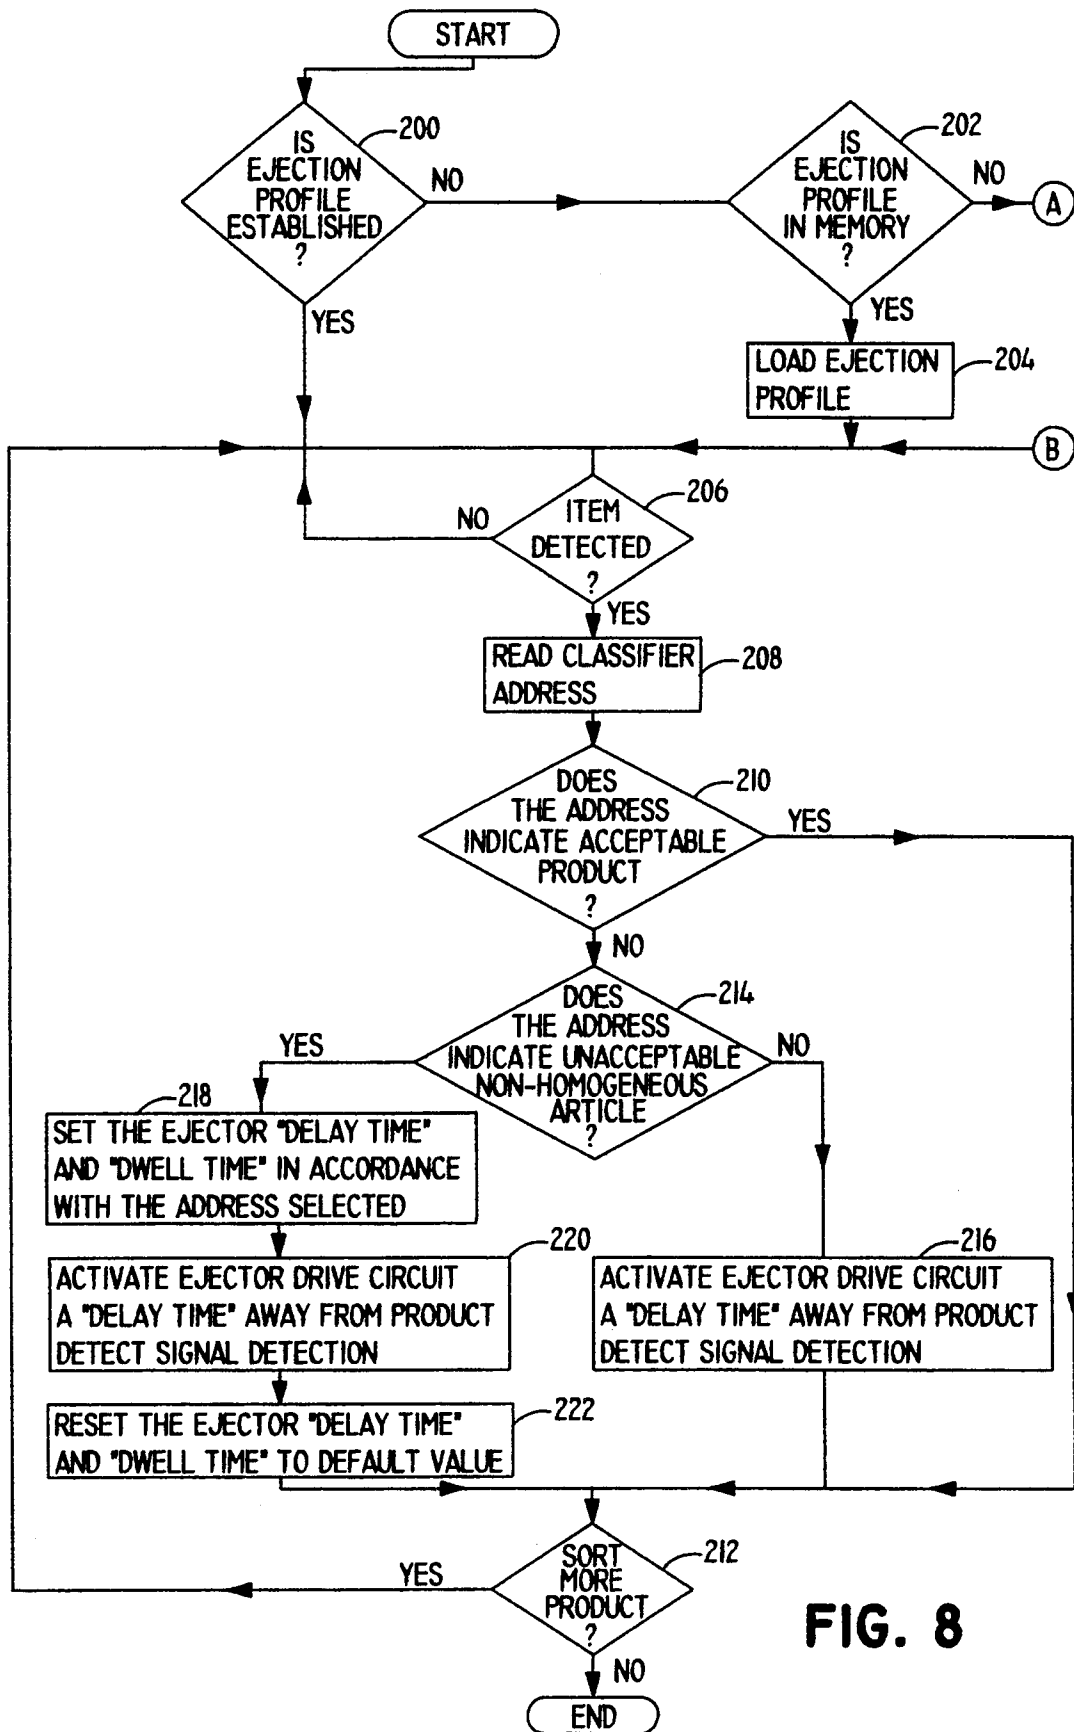 START
IS
EJECTION
PROFILE
ESTABLISHED
?
200
NO
YES
IS
EJECTION
PROFILE
IN MEMORY
?
202
NO
A
YES
LOAD EJECTION
PROFILE
204
B
ITEM
DETECTED
?
206
NO
YES
READ CLASSIFIER
ADDRESS
208
DOES
THE ADDRESS
INDICATE ACCEPTABLE
PRODUCT
?
210
YES
NO
DOES
THE ADDRESS
INDICATE UNACCEPTABLE
NON-HOMOGENEOUS
ARTICLE
?
214
YES
NO
218
SET THE EJECTOR "DELAY TIME"
AND "DWELL TIME" IN ACCORDANCE
WITH THE ADDRESS SELECTED
220
ACTIVATE EJECTOR DRIVE CIRCUIT
A "DELAY TIME" AWAY FROM PRODUCT
DETECT SIGNAL DETECTION
216
ACTIVATE EJECTOR DRIVE CIRCUIT
A "DELAY TIME" AWAY FROM PRODUCT
DETECT SIGNAL DETECTION
222
RESET THE EJECTOR "DELAY TIME"
AND "DWELL TIME" TO DEFAULT VALUE
SORT
MORE
PRODUCT
?
212
YES
NO
END
FIG. 8